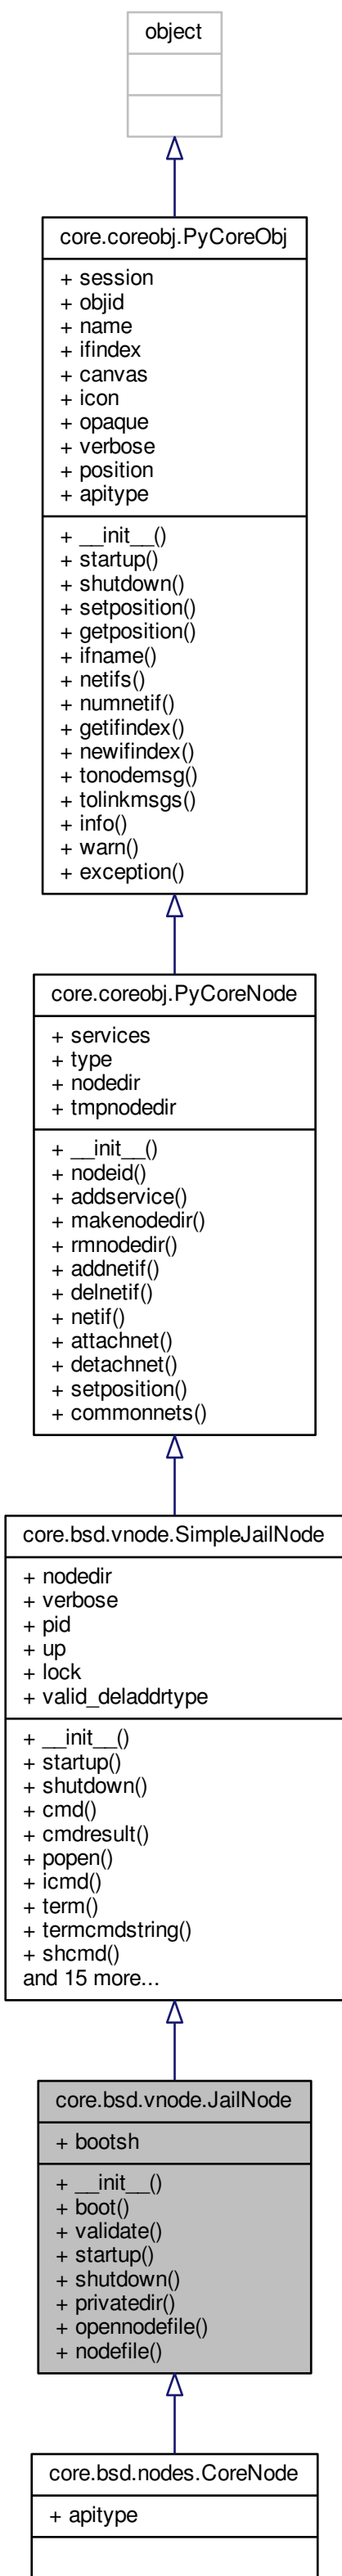 object
core.coreobj.PyCoreObj
+ session
+ objid
+ name
+ ifindex
+ canvas
+ icon
+ opaque
+ verbose
+ position
+ apitype
+ __init__()
+ startup()
+ shutdown()
+ setposition()
+ getposition()
+ ifname()
+ netifs()
+ numnetif()
+ getifindex()
+ newifindex()
+ tonodemsg()
+ tolinkmsgs()
+ info()
+ warn()
+ exception()
core.coreobj.PyCoreNode
+ services
+ type
+ nodedir
+ tmpnodedir
+ __init__()
+ nodeid()
+ addservice()
+ makenodedir()
+ rmnodedir()
+ addnetif()
+ delnetif()
+ netif()
+ attachnet()
+ detachnet()
+ setposition()
+ commonnets()
core.bsd.vnode.SimpleJailNode
+ nodedir
+ verbose
+ pid
+ up
+ lock
+ valid_deladdrtype
+ __init__()
+ startup()
+ shutdown()
+ cmd()
+ cmdresult()
+ popen()
+ icmd()
+ term()
+ termcmdstring()
+ shcmd()
and 15 more...
core.bsd.vnode.JailNode
+ bootsh
+ __init__()
+ boot()
+ validate()
+ startup()
+ shutdown()
+ privatedir()
+ opennodefile()
+ nodefile()
core.bsd.nodes.CoreNode
+ apitype